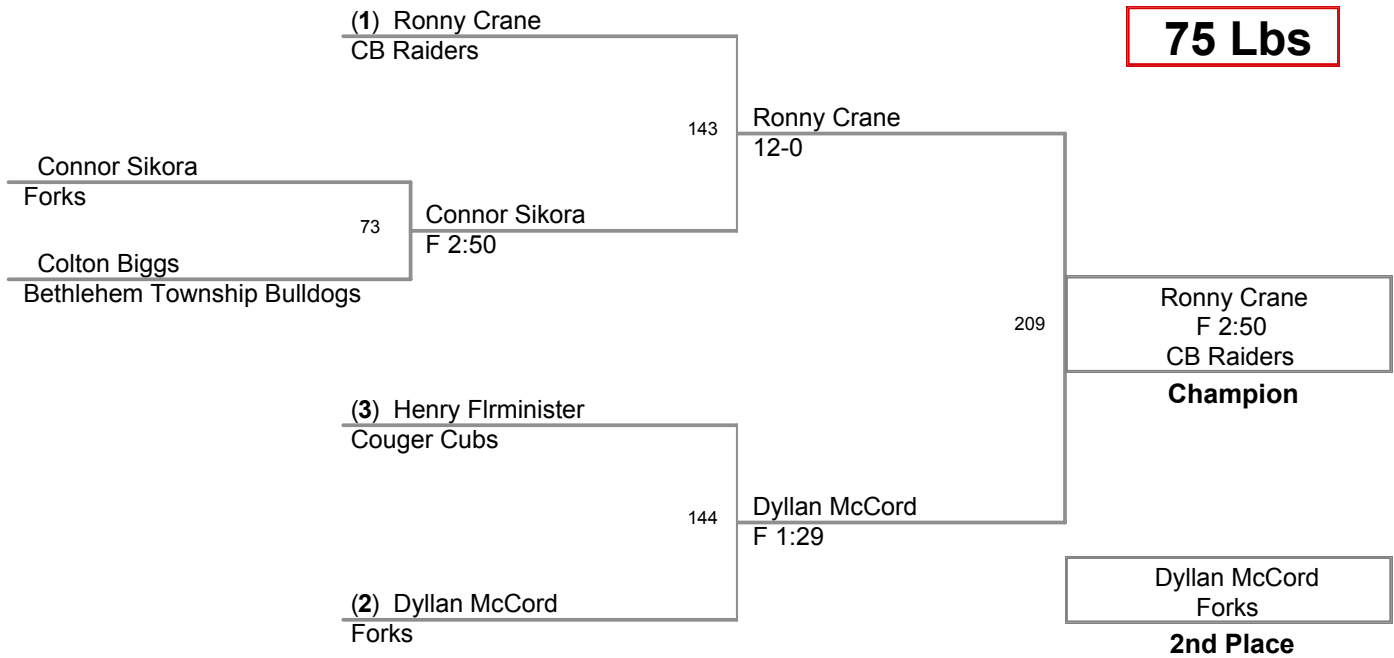 (1) Ronny Crane
CB Raiders
75 Lbs
143
Ronny Crane
12-0
Connor Sikora
Forks
73
Connor Sikora
F 2:50
Colton Biggs
Bethlehem Township Bulldogs
209
Ronny Crane
F 2:50
CB Raiders
Champion
(3) Henry FIrminister
Couger Cubs
144
Dyllan McCord
F 1:29
(2) Dyllan McCord
Forks
Dyllan McCord
Forks
2nd Place